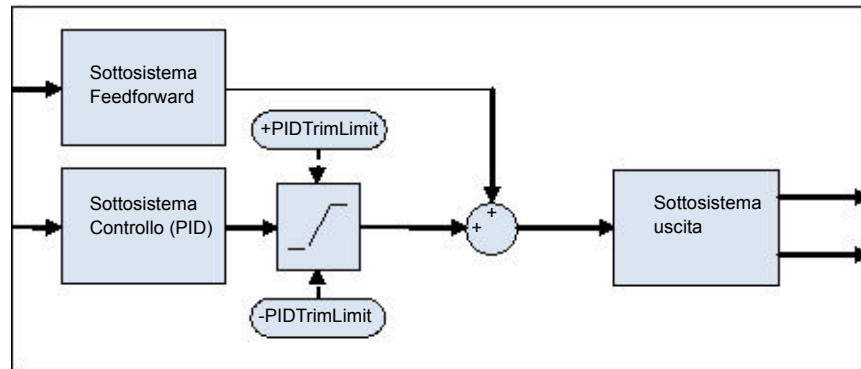 Sottosistema
Feedforward
+PIDTrimLimit
Sottosistema
Controllo (PID)
+
+
Sottosistema
uscita
-PIDTrimLimit